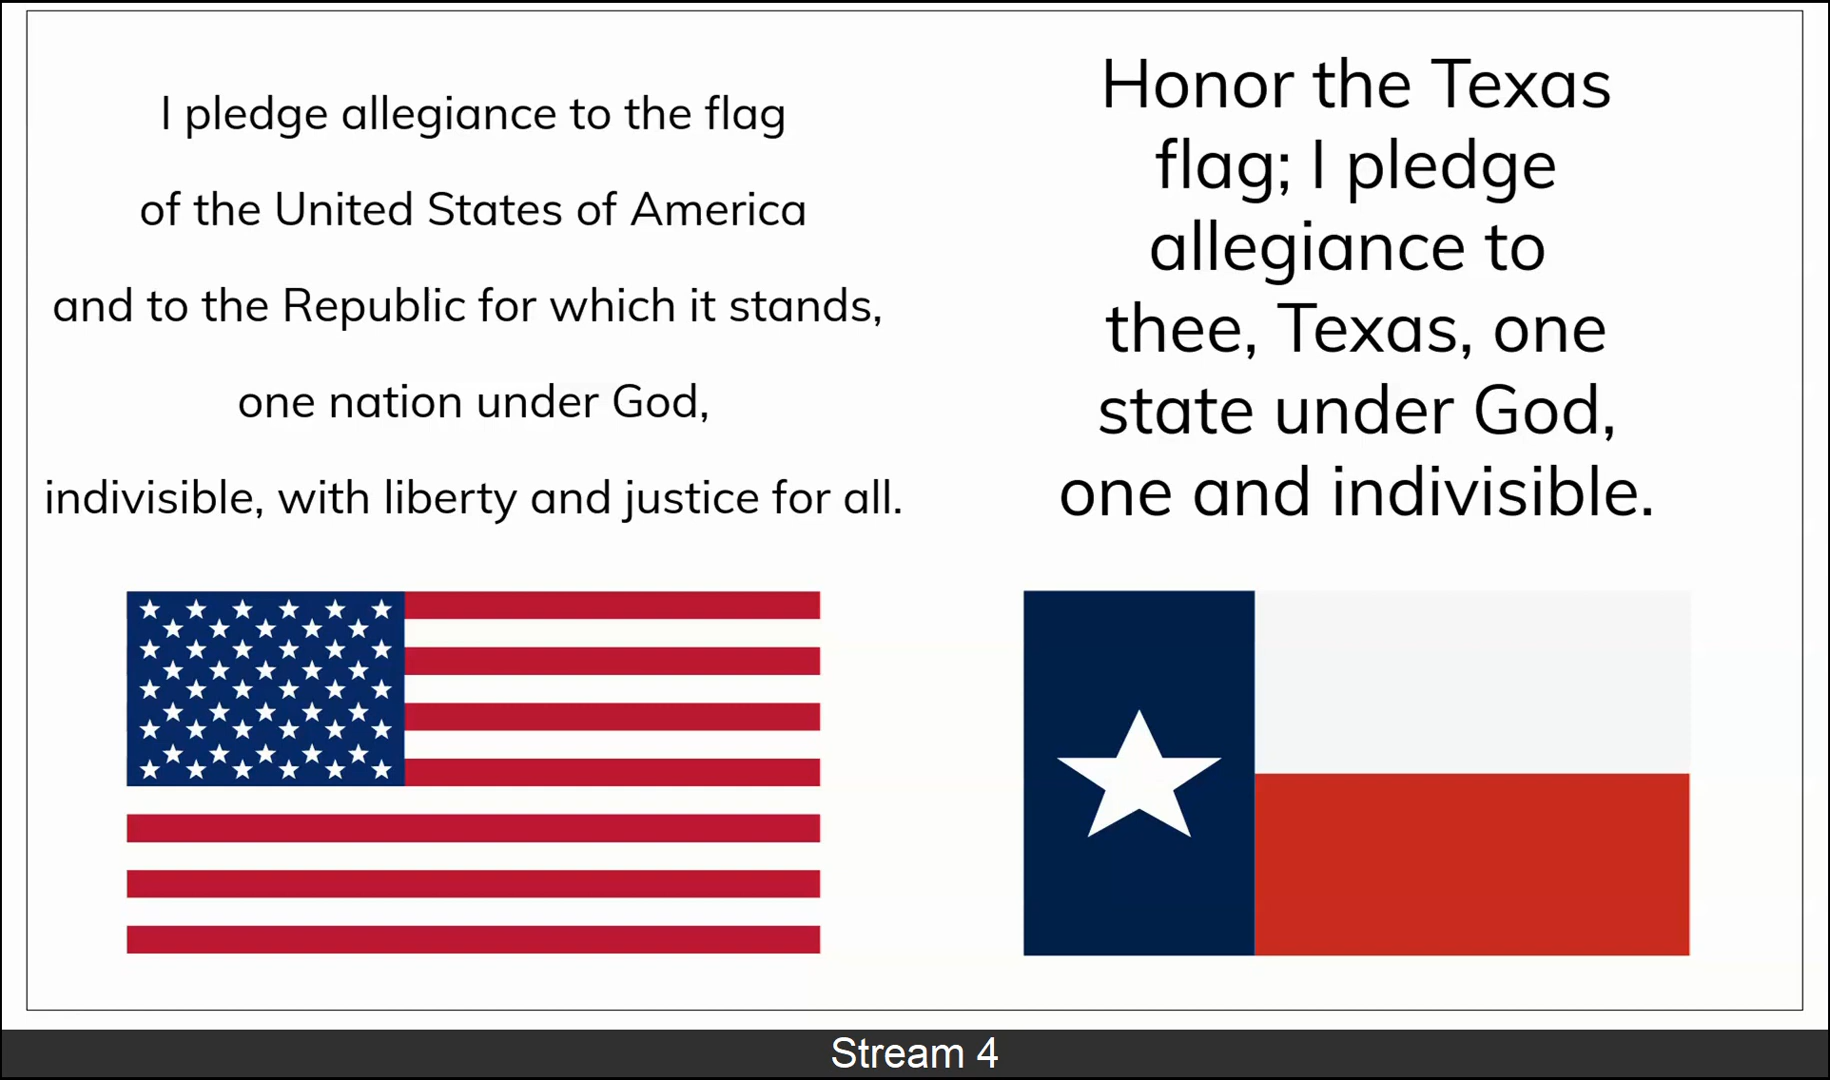 I pledge allegiance to the flag
of the United States of America
and to the Republic for which it stands,
one nation under God,
indivisible, with liberty and justice for all.
Honor the Texas
flag; I pledge
allegiance to
thee, Texas, one
state under God,
one and indivisible.
Stream 4